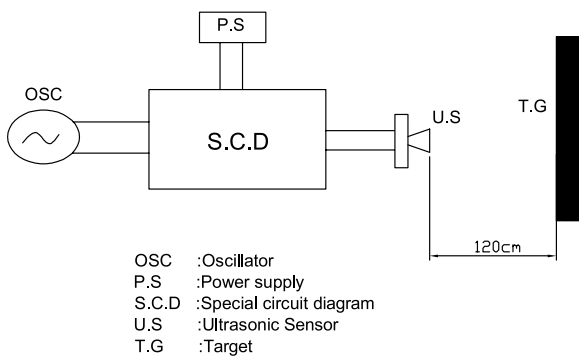 P.S
OSC
S.C.D
U.S
T.G
120cm
OSC :Oscillator
P.S :Power supply
S.C.D :Special circuit diagram
U.S :Ultrasonic Sensor
T.G :Target